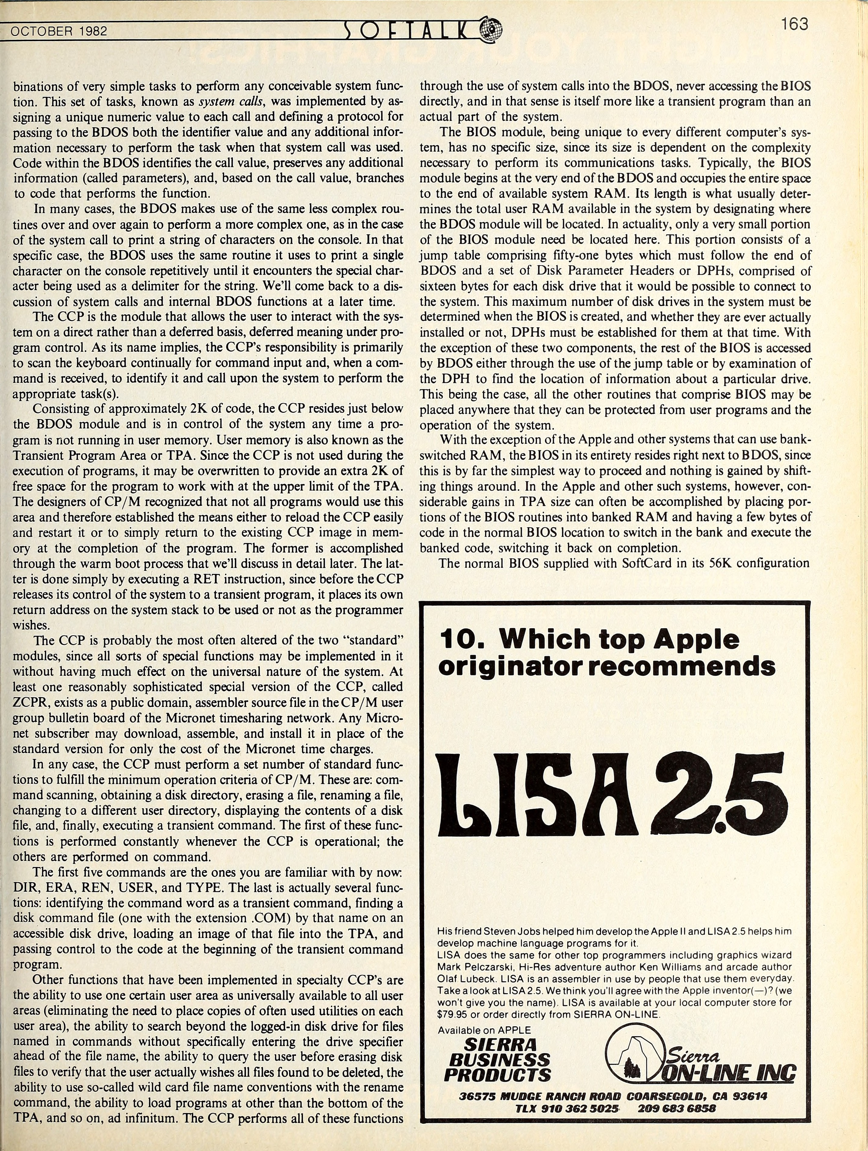 OCTOBER 1982
SOFTALK
163
binations of very simple tasks to perform any conceivable system func-
tion. This set of tasks, known as system calls, was implemented by as-
signing a unique numeric value to each call and defining a protocol for
passing to the BDOS both the identifier value and any additional infor-
mation necessary to perform the task when that system call was used.
Code within the BDOS identifies the call value, preserves any additional
information (called parameters), and, based on the call value, branches
to code that performs the function.
In many cases, the BDOS makes use of the same less complex rou-
tines over and over again to perform a more complex one, as in the case
of the system call to print a string of characters on the console. In that
specific case, the BDOS uses the same routine it uses to print a single
character on the console repetitively until it encounters the special char-
acter being used as a delimiter for the string. We'll come back to a dis-
cussion of system calls and internal BDOS functions at a later time.
The CCP is the module that allows the user to interact with the sys-
tem on a direct rather than a deferred basis, deferred meaning under pro-
gram control. As its name implies, the CCP's responsibility is primarily
to scan the keyboard continually for command input and, when a com-
mand is received, to identify it and call upon the system to perform the
appropriate task(s).
Consisting of approximately 2K of code, the CCP resides just below
the BDOS module and is in control of the system any time a pro-
gram is not running in user memory. User memory is also known as the
Transient Program Area or TPA. Since the CCP is not used during the
execution of programs, it may be overwritten to provide an extra 2K of
free space for the program to work with at the upper limit of the TPA.
The designers of CP/M recognized that not all programs would use this
area and therefore established the means either to reload the CCP easily
and restart it or to simply return to the existing CCP image in mem-
ory at the completion of the program. The former is accomplished
through the warm boot process that we'll discuss in detail later. The lat-
ter is done simply by executing a RET instruction, since before the CCP
releases its control of the system to a transient program, it places its own
return address on the system stack to be used or not as the programmer
wishes.
The CCP is probably the most often altered of the two "standard"
modules, since all sorts of special functions may be implemented in it
without having much effect on the universal nature of the system. At
least one reasonably sophisticated special version of the CCP, called
ZCPR, exists as a public domain, assembler source file in the CP/M user
group bulletin board of the Micronet timesharing network. Any Micro-
net subscriber may download, assemble, and install it in place of the
standard version for only the cost of the Micronet time charges.
In any case, the CCP must perform a set number of standard func-
tions to fulfill the minimum operation criteria of CP/M. These are: com-
mand scanning, obtaining a disk directory, erasing a file, renaming a file,
changing to a different user directory, displaying the contents of a disk
file, and, finally, executing a transient command. The first of these func-
tions is performed constantly whenever the CCP is operational; the
others are performed on command.
The first five commands are the ones you are familiar with by now:
DIR, ERA, REN, USER, and TYPE. The last is actually several func-
tions: identifying the command word as a transient command, finding a
disk command file (one with the extension .COM) by that name on an
accessible disk drive, loading an image of that file into the TPA, and
passing control to the code at the beginning of the transient command
program.
Other functions that have been implemented in specialty CCP's are
the ability to use one certain user area as universally available to all user
areas (eliminating the need to place copies of often used utilities on each
user area), the ability to search beyond the logged-in disk drive for files
named in commands without specifically entering the drive specifier
ahead of the file name, the ability to query the user before erasing disk
files to verify that the user actually wishes all files found to be deleted, the
ability to use so-called wild card file name conventions with the rename
command, the ability to load programs at other than the bottom of the
TPA, and so on, ad infinitum. The CCP performs all of these functions
through the use of system calls into the BDOS, never accessing the BIOS
directly, and in that sense is itself more like a transient program than an
actual part of the system.
The BIOS module, being unique to every different computer's sys-
tem, has no specific size, since its size is dependent on the complexity
necessary to perform its communications tasks. Typically, the BIOS
module begins at the very end of the BDOS and occupies the entire space
to the end of available system RAM. Its length is what usually deter-
mines the total user RAM available in the system by designating where
the BDOS module will be located. In actuality, only a very small portion
of the BIOS module need be located here. This portion consists of a
jump table comprising fifty-one bytes which must follow the end of
BDOS and a set of Disk Parameter Headers or DPHs, comprised of
sixteen bytes for each disk drive that it would be possible to connect to
the system. This maximum number of disk drives in the system must be
determined when the BIOS is created, and whether they are ever actually
installed or not, DPHs must be established for them at that time. With
the exception of these two components, the rest of the BIOS is accessed
by BDOS either through the use of the jump table or by examination of
the DPH to find the location of information about a particular drive.
This being the case, all the other routines that comprise BIOS may be
placed anywhere that they can be protected from user programs and the
operation of the system.
With the exception of the Apple and other systems that can use bank-
switched RAM, the BIOS in its entirety resides right next to BDOS, since
this is by far the simplest way to proceed and nothing is gained by shift-
ing things around. In the Apple and other such systems, however, con-
siderable gains in TPA size can often be accomplished by placing por-
tions of the BIOS routines into banked RAM and having a few bytes of
code in the normal BIOS location to switch in the bank and execute the
banked code, switching it back on completion.
The normal BIOS supplied with SoftCard in its 56K configuration
10. Which top Apple
originator recommends
LISA 2.5
His friend Steven Jobs helped him develop the Apple II and LISA 2.5 helps him
develop machine language programs for it.
LISA does the same for other top programmers including graphics wizard
Mark Pelczarski, Hi-Res adventure author Ken Williams and arcade author
Olaf Lubeck. LISA is an assembler in use by people that use them everyday.
Take a look at LISA 2.5. We think you'll agree with the Apple inventor(—)? (we
won't give you the name). LISA is available at your local computer store for
$79.95 or order directly from SIERRA ON-LINE.
Available on APPLE
SIERRA
BUSINESS
PRODUCTS
Sierra
ON-LINE INC
36575 MUDGE RANCH ROAD COARSEGOLD, CA 93614
TLX 910 362 5025 209 683 6858